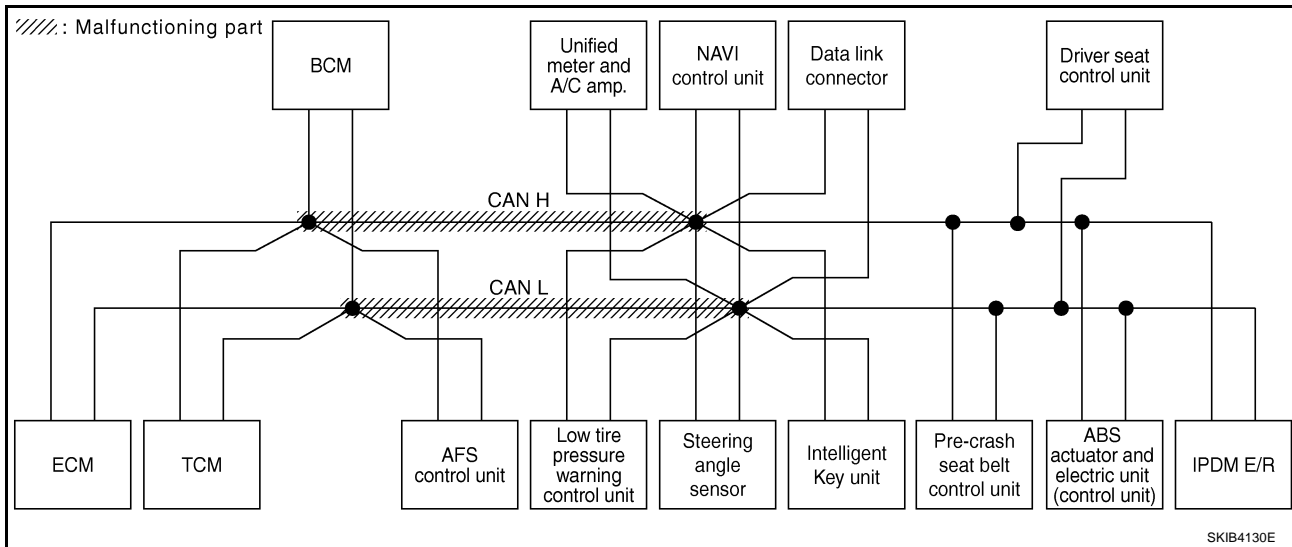 : Malfunctioning part
BCM
Unified
meter and
A/C amp.
NAVI
control unit
Data link
connector
Driver seat
control unit
CAN H
CAN L
ECM
TCM
AFS
control unit
Low tire
pressure
warning
control unit
Steering
angle
sensor
Intelligent
Key unit
Pre-crash
seat belt
control unit
ABS
actuator and
electric unit
(control unit)
IPDM E/R
SKIB4130E